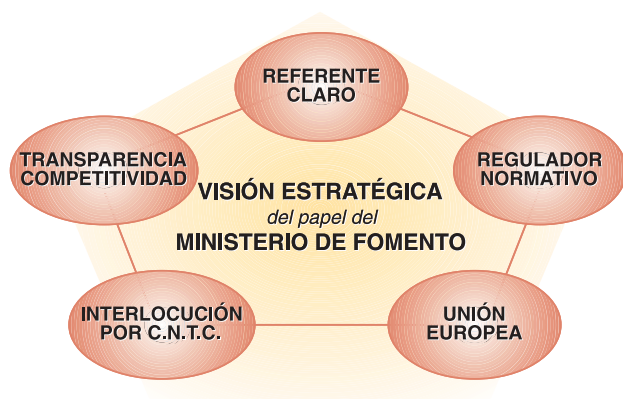 REFERENTE
CLARO
TRANSPARENCIA
COMPETITIVIDAD
REGULADOR
NORMATIVO
VISIÓN ESTRATÉGICA
del papel del
MINISTERIO DE FOMENTO
INTERLOCUCIÓN
POR C.N.T.C.
UNIÓN
EUROPEA